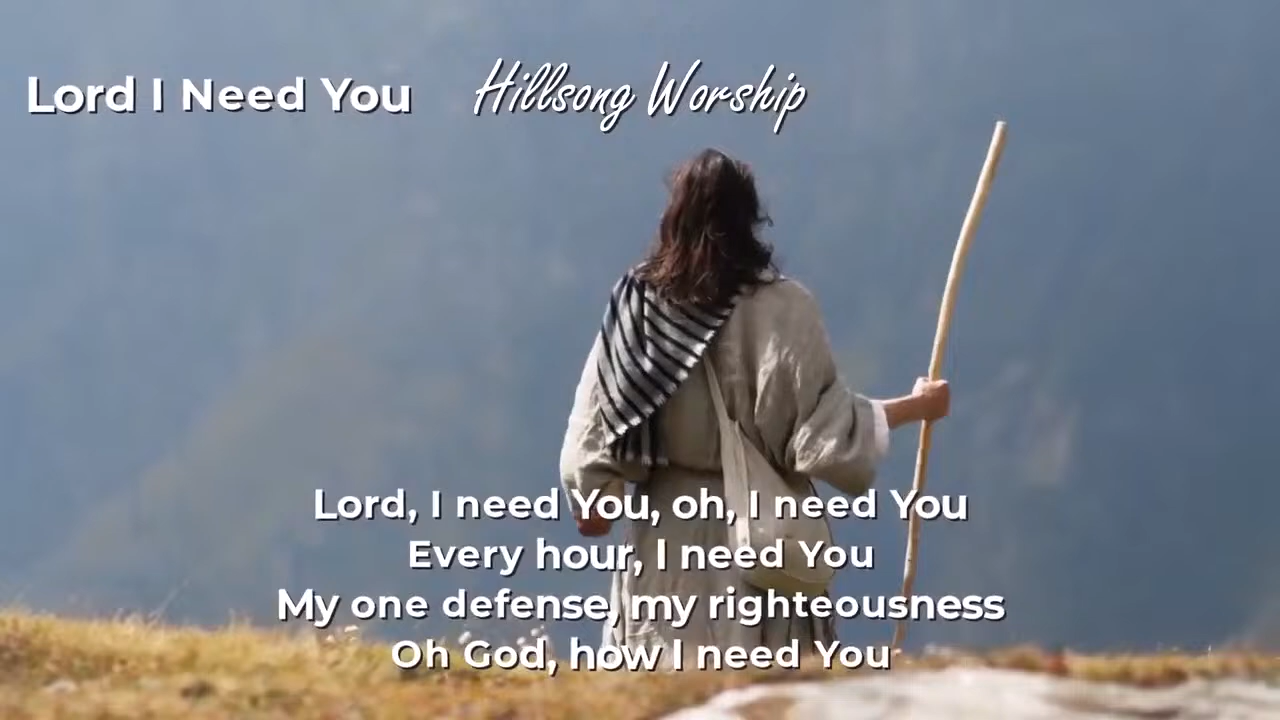 Lord I Need You Hillsong Worship
Lord, I need You, oh, I need You
Every hour, I need You
My one defense, my righteousness
Oh God, how I need You